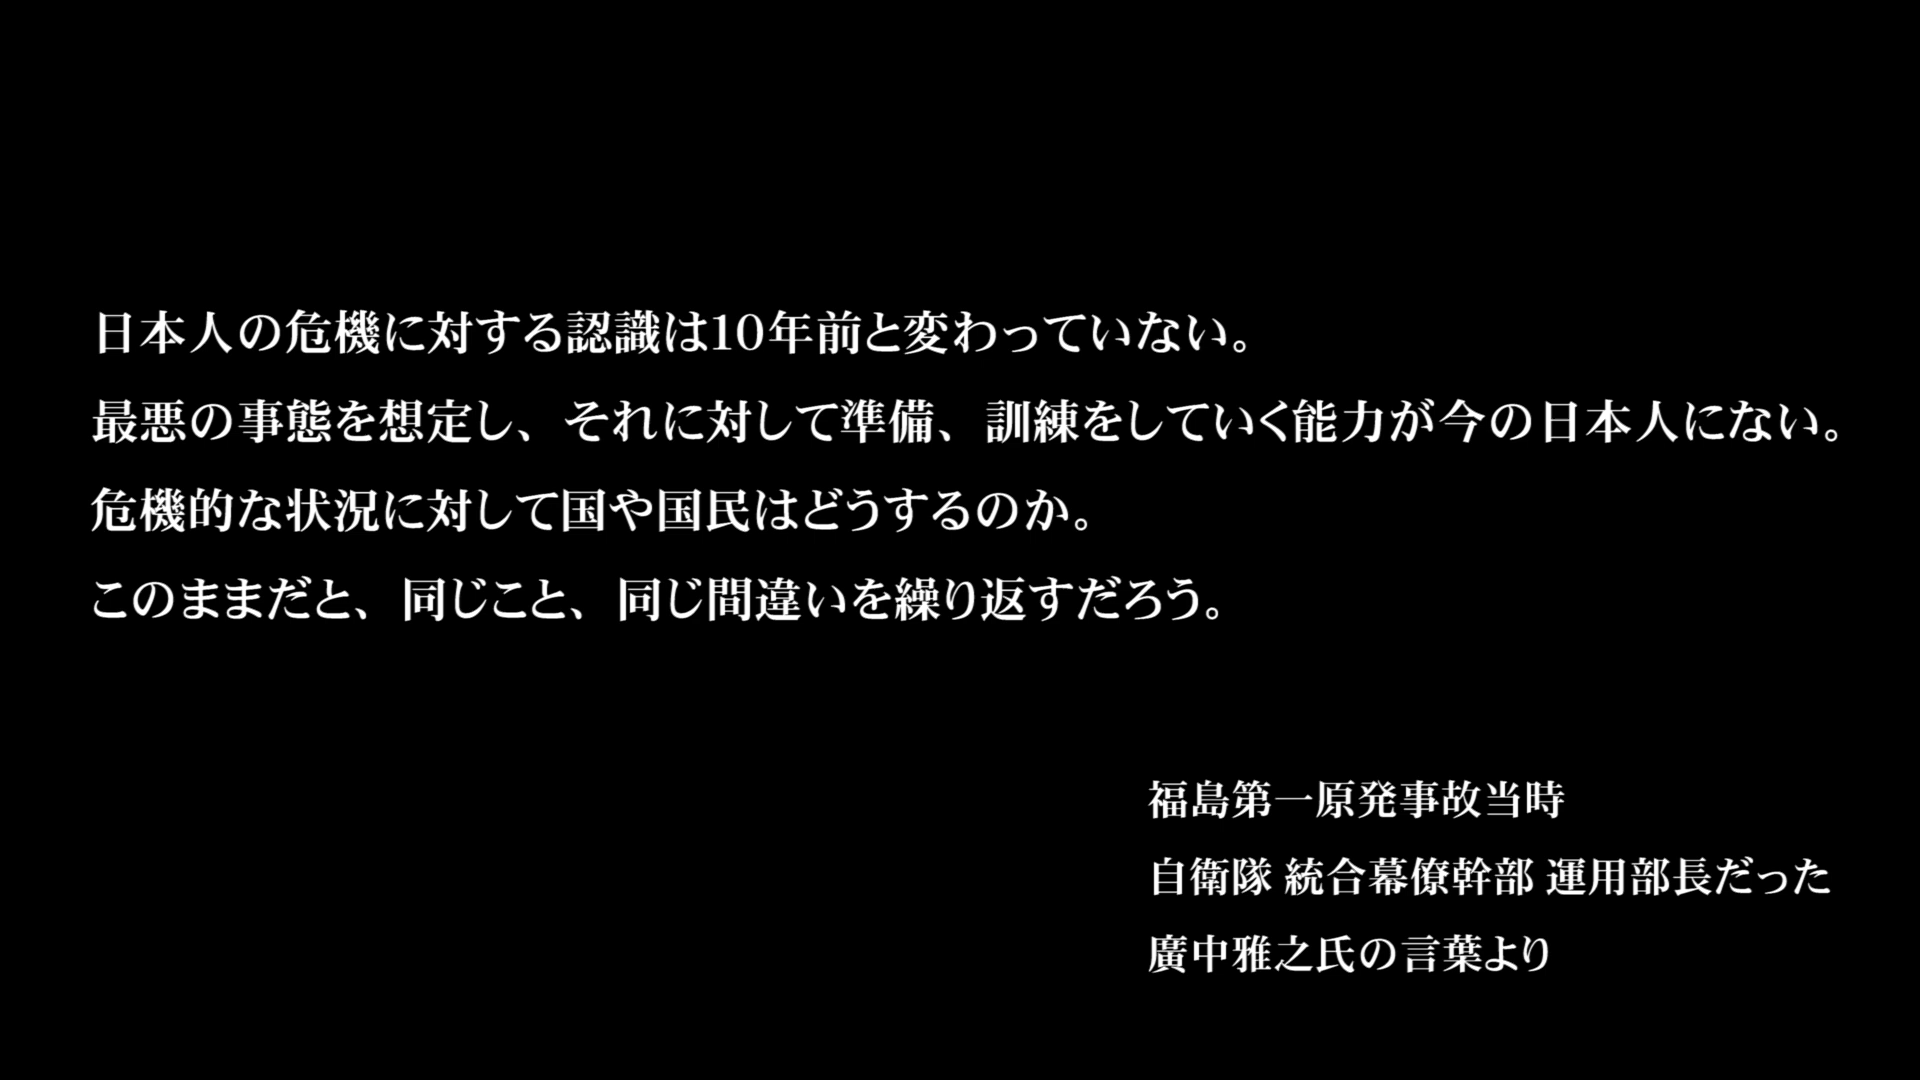 日本人の危機に対する認識は10年前と変わっていない。
最悪の事態を想定し、それに対して準備、訓練をしていく能力が今の日本人にない。
危機的な状況に対して国や国民はどうするのか。
このままだと、同じこと、同じ間違いを繰り返すだろう。
福島第一原発事故当時
自衛隊 統合幕僚幹部 運用部長だった
廣中雅之氏の言葉より